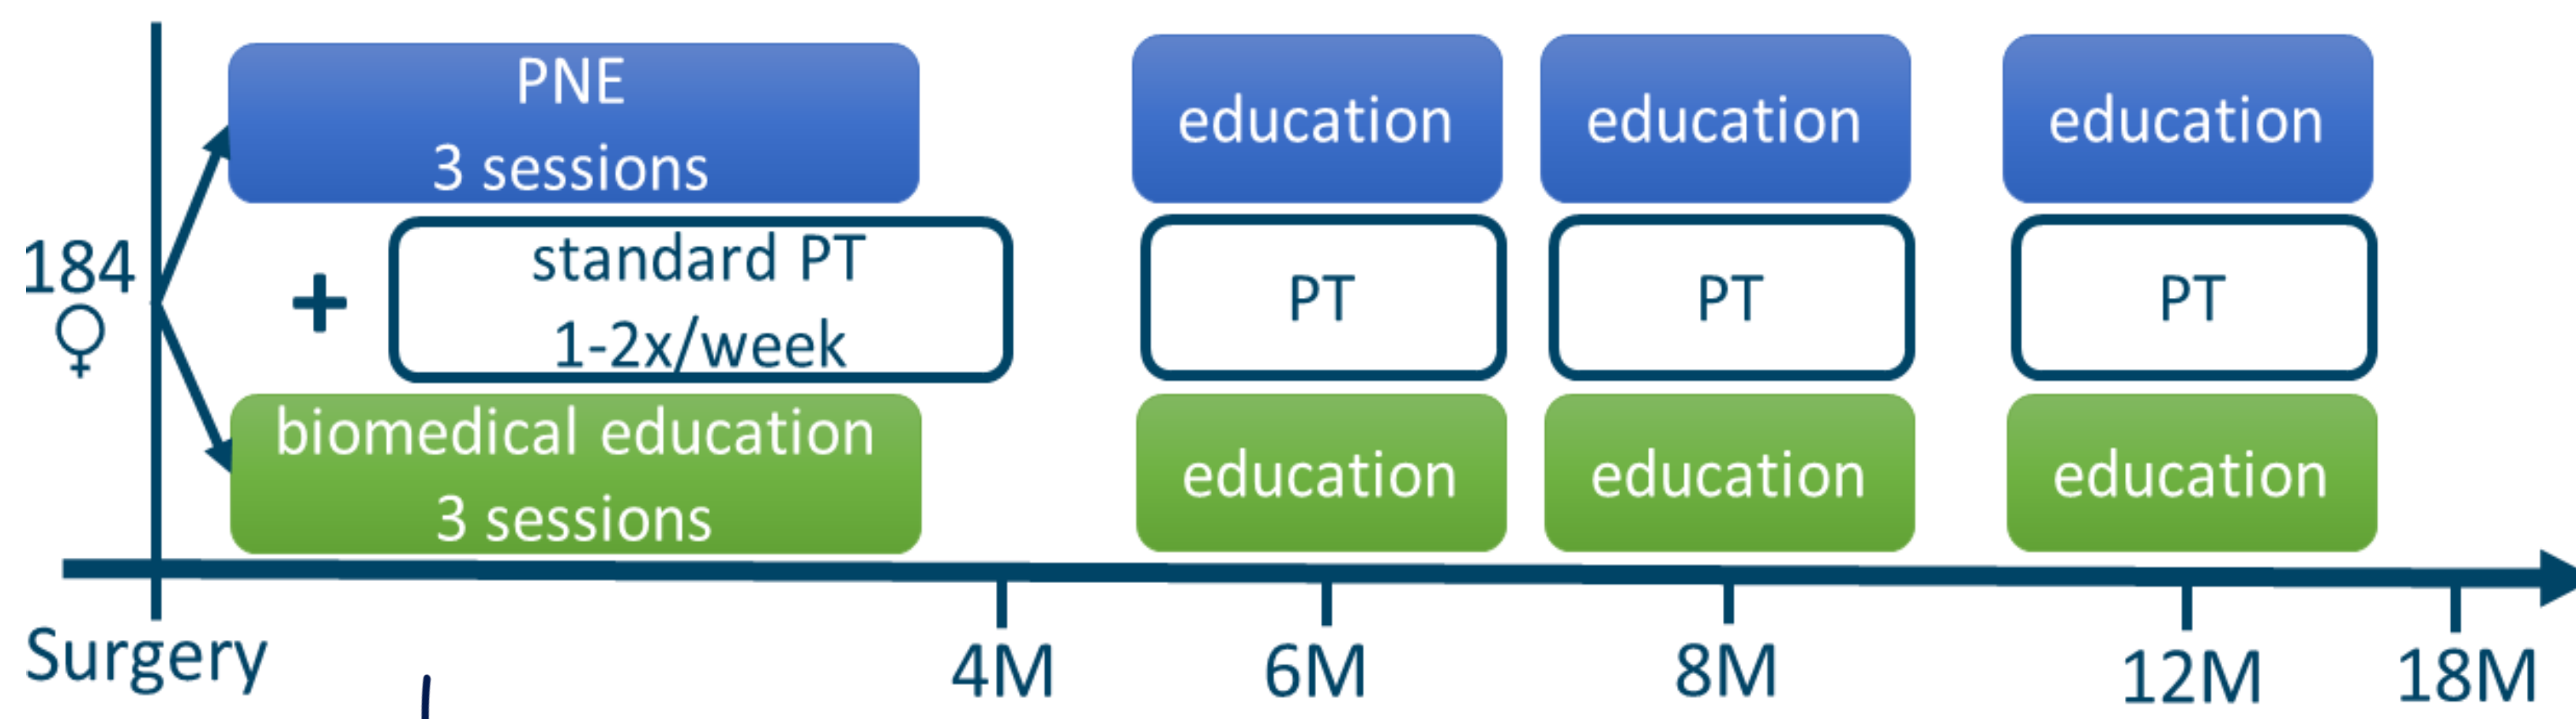 PNE
3 sessions
education
education
education
184
♀
+
standard PT
1-2x/week
PT
PT
PT
biomedical education
3 sessions
education
education
education
Surgery
4M
6M
8M
12M
18M